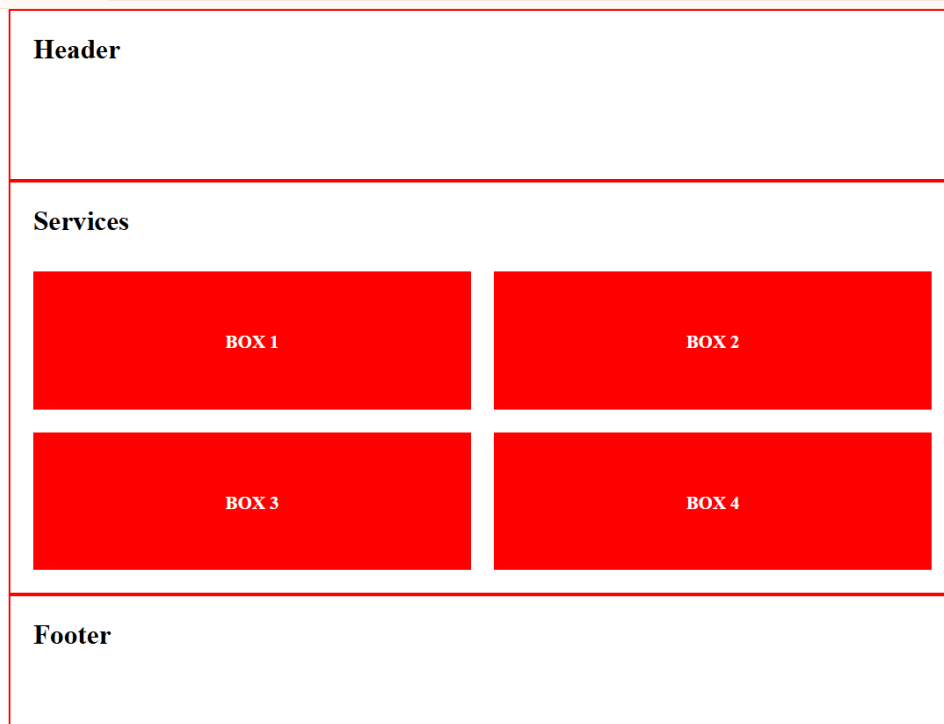 Header
Services
BOX 1
BOX 2
BOX 3
BOX 4
Footer